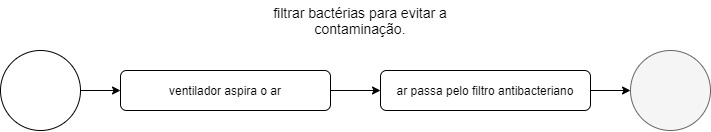 filtrar bactérias para evitar a
contaminação.
ventilador aspira o ar
ar passa pelo filtro antibacteriano